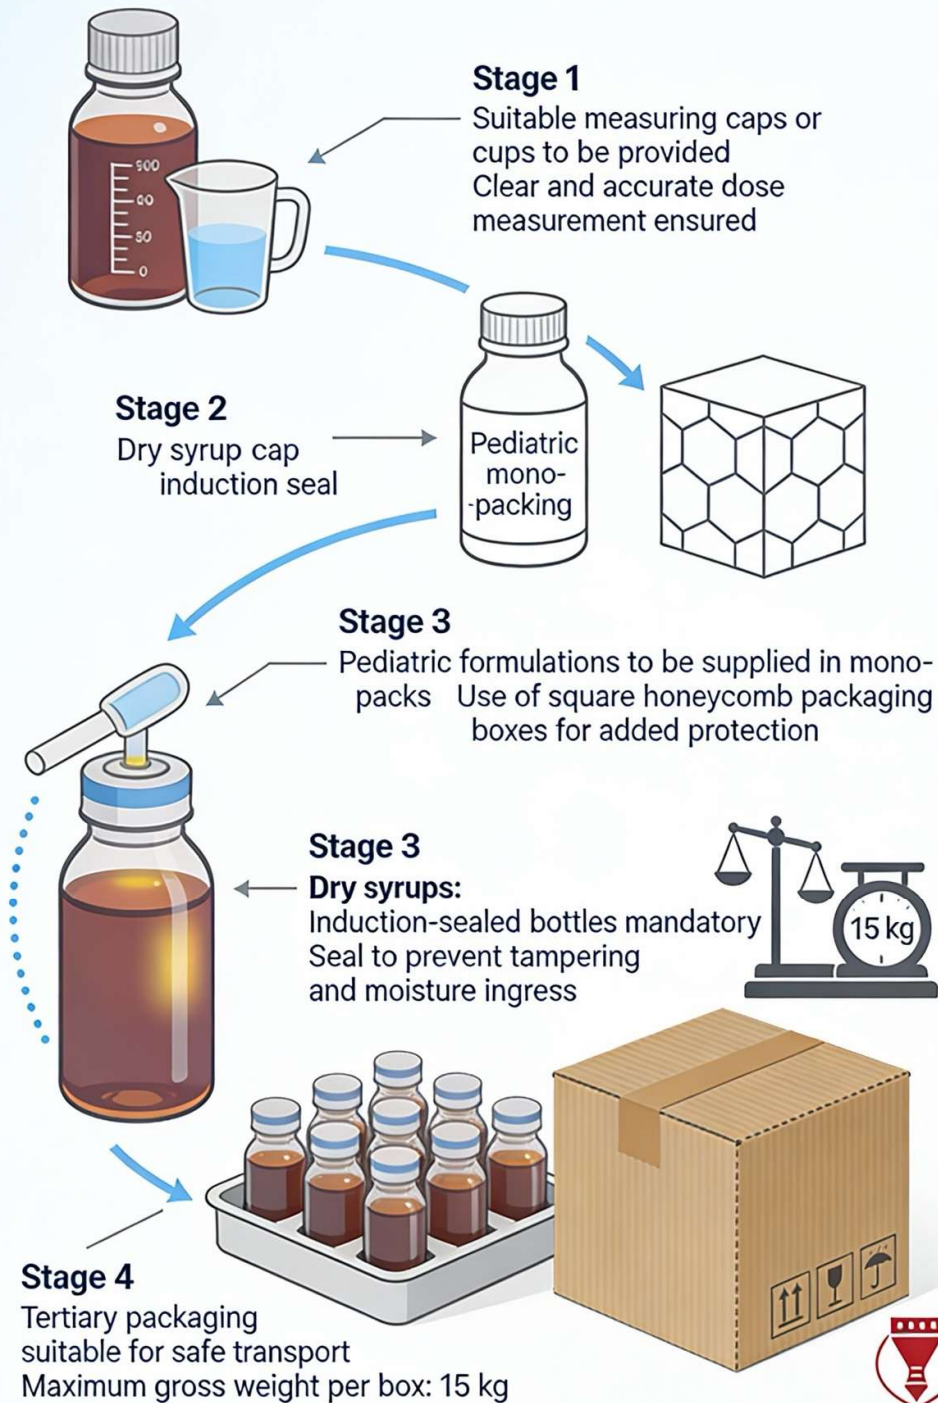 Stage 1
Suitable measuring caps or
cups to be provided
Clear and accurate dose
measurement ensured
900
60
50
0
Stage 2
Dry syrup cap
induction seal
Pediatric
mono-
-packing
Stage 3
Pediatric formulations to be supplied in mono-
packs Use of square honeycomb packaging
boxes for added protection
Stage 3
Dry syrups:
Induction-sealed bottles mandatory
Seal to prevent tampering
and moisture ingress
15 kg
Stage 4
Tertiary packaging
suitable for safe transport
Maximum gross weight per box: 15 kg